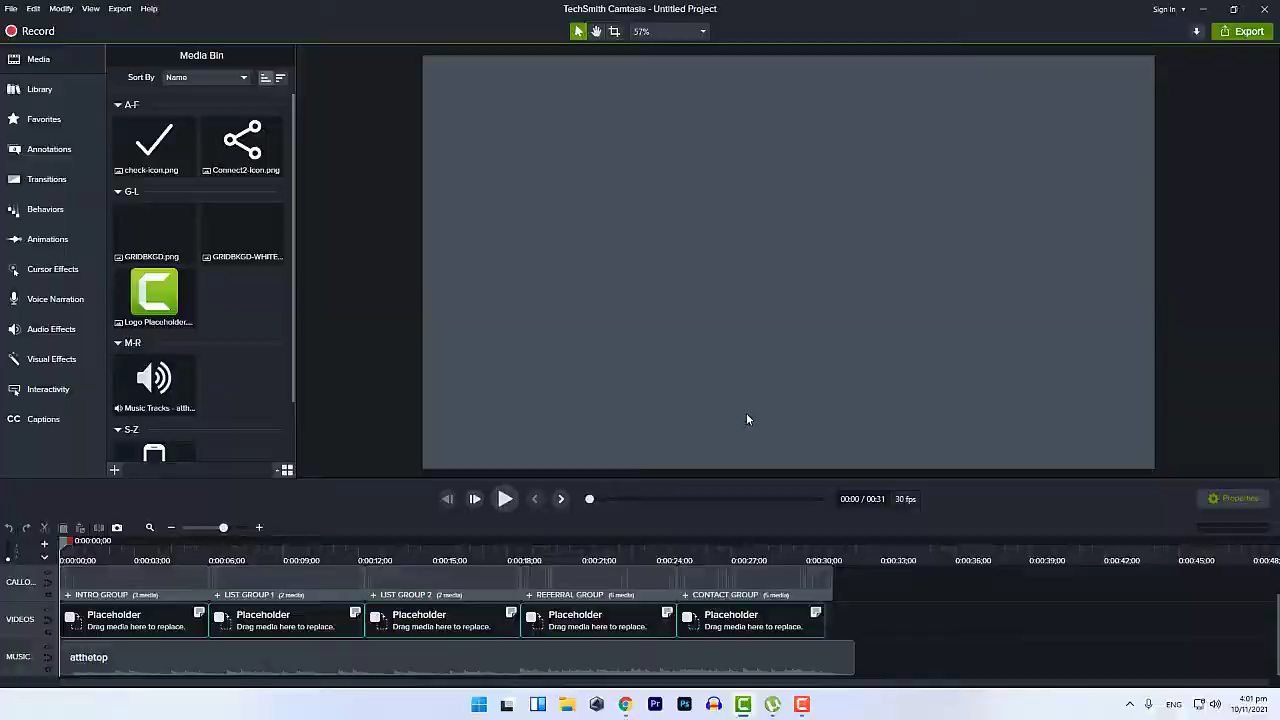 TechSmith Camtasia - Untitled Project
File Edit Modify View Export Help
Sign In
Record
57%
Export
Media
Library
Favorites
Annotations
Transitions
Behaviors
Animations
Cursor Effects
Voice Narration
Audio Effects
Visual Effects
Interactivity
CC Captions
Media Bin
Sort By Name
A-F
check-icon.png
Connect2-Icon.png
G-L
GRIDBKGD.png
GRIDBKGD-WHITE...
Logo Placeholder...
M-R
Music Tracks - atth...
S-Z
00:00 / 00:31 30 fps
Properties
0:00:00;00
0:00:00;00 0:00:03;00 0:00:06;00 0:00:09;00 0:00:12;00 0:00:15;00 0:00:18;00 0:00:21;00 0:00:24;00 0:00:27;00 0:00:30;00 0:00:33;00 0:00:36;00 0:00:39;00 0:00:42;00 0:00:45;00
CALLO...
+ INTRO GROUP (3 media) + LIST GROUP 1 (2 media) + LIST GROUP 2 (2 media) + REFERRAL GROUP (6 media) + CONTACT GROUP (5 media)
VIDEOS
Placeholder Placeholder Placeholder Placeholder Placeholder
Drag media here to replace. Drag media here to replace. Drag media here to replace. Drag media here to replace. Drag media here to replace.
MUSIC
atthetop
Pr
Ps
ENG
4:01 pm
10/11/2021